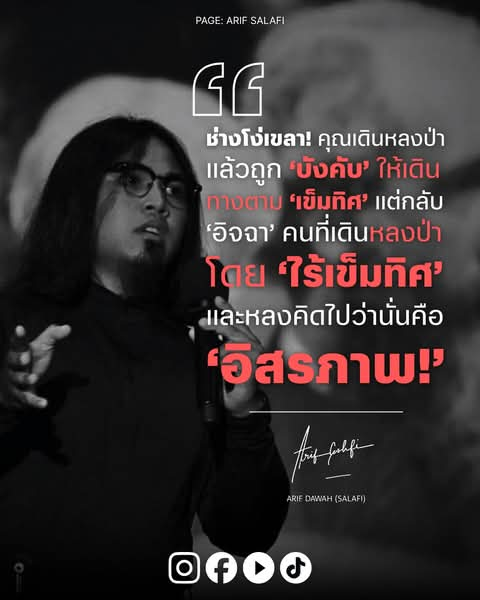 PAGE: ARIF SALAFI
ช่างโง่เขลา! คุณเดินหลงป่า
แล้วถูก ‘บังคับ’ ให้เดิน
ทางตาม ‘เข็มทิศ’ แต่กลับ
‘อิจฉา’ คนที่เดินหลงป่า
โดย ‘ไร้เข็มทิศ’
และหลงคิดไปว่านั่นคือ
‘อิสรภาพ!’
Arif Salafi
ARIF DAWAH (SALAFI)